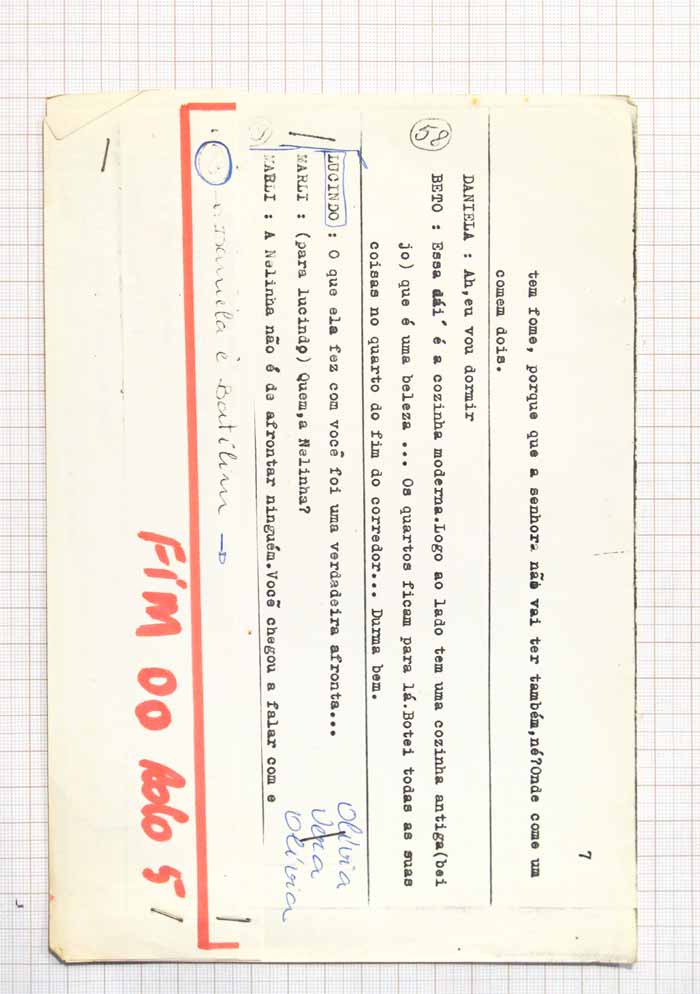 7
tem fome, porque que a senhora não vai ter também,né?Onde come um
comem dois.
58
DANIELA : Ah,eu vou dormir
BETO : Essa dái´ é a cozinha moderna.Logo ao lado tem uma cozinha antiga(bei
jo) que é uma beleza ... Os quartos ficam para lá.Botei todas as suas
coisas no quarto do fim do corredor... Durma bem.
LUCINDO : O que ela fez com você foi uma verdadeira afronta...
Olívia
MARLI : (para lucindo) Quem,a Nelinha?
Vera
MARLI : A Nelinha não é de afrontar ninguém.Você chegou a falar com e
Olívia
Daniela e
FIM DO ROLO 5